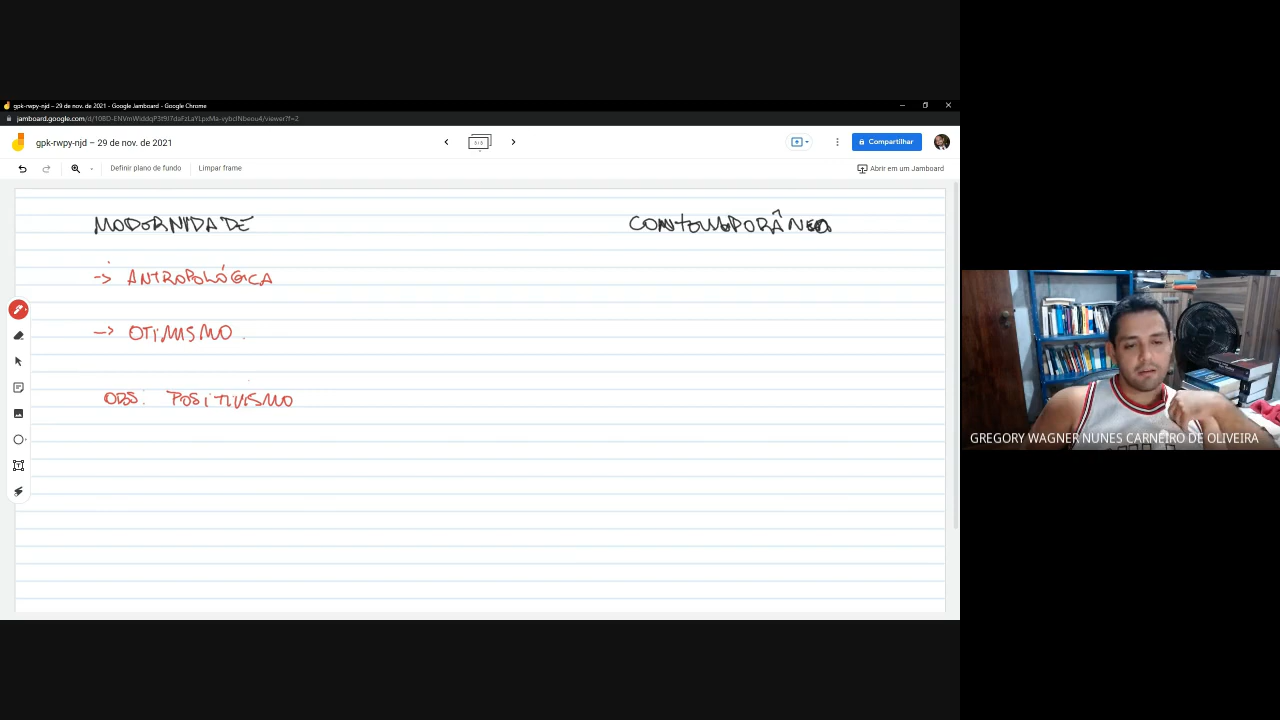 gpk-rwpy-njd – 29 de nov. de 2021 - Google Jamboard - Google Chrome
gpk-rwpy-njd – 29 de nov. de 2021
Compartilhar
Definir plano de fundo
Limpar frame
Abrir em um Jamboard
MODERNIDADE
CONTEMPORÂNEA
-> ANTROPOLÓGICA
-> OTIMISMO
OBS: POSITIVISMO
GREGORY WAGNER NUNES CARNEIRO DE OLIVEIRA